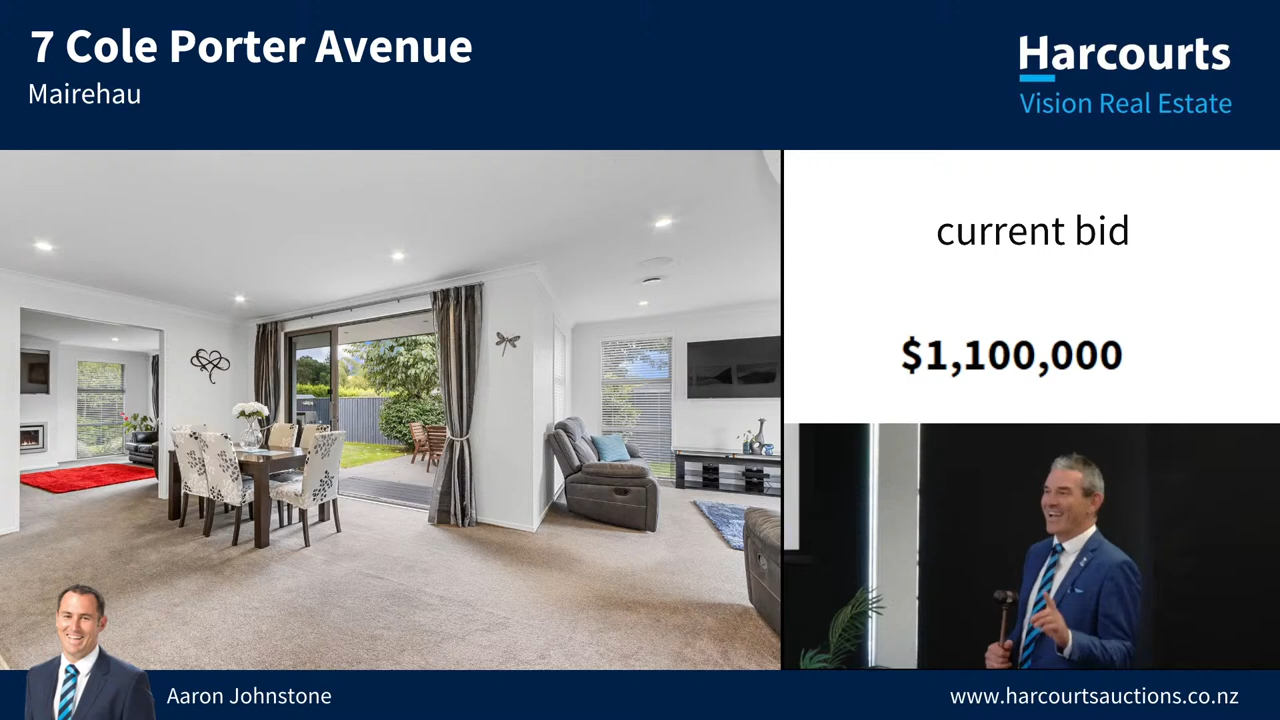 7 Cole Porter Avenue
Mairehau
Harcourts
Vision Real Estate
current bid
$1,100,000
Aaron Johnstone
www.harcourtsauctions.co.nz